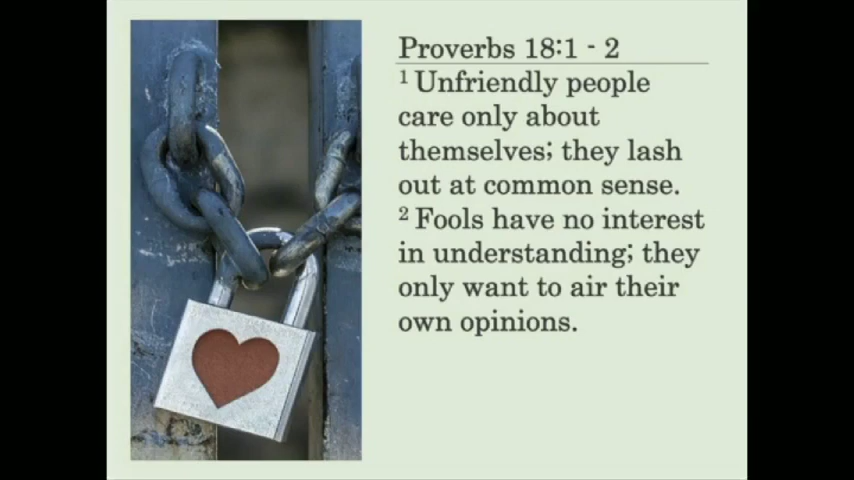 Proverbs 18:1 - 2
¹ Unfriendly people
care only about
themselves; they lash
out at common sense.
² Fools have no interest
in understanding; they
only want to air their
own opinions.